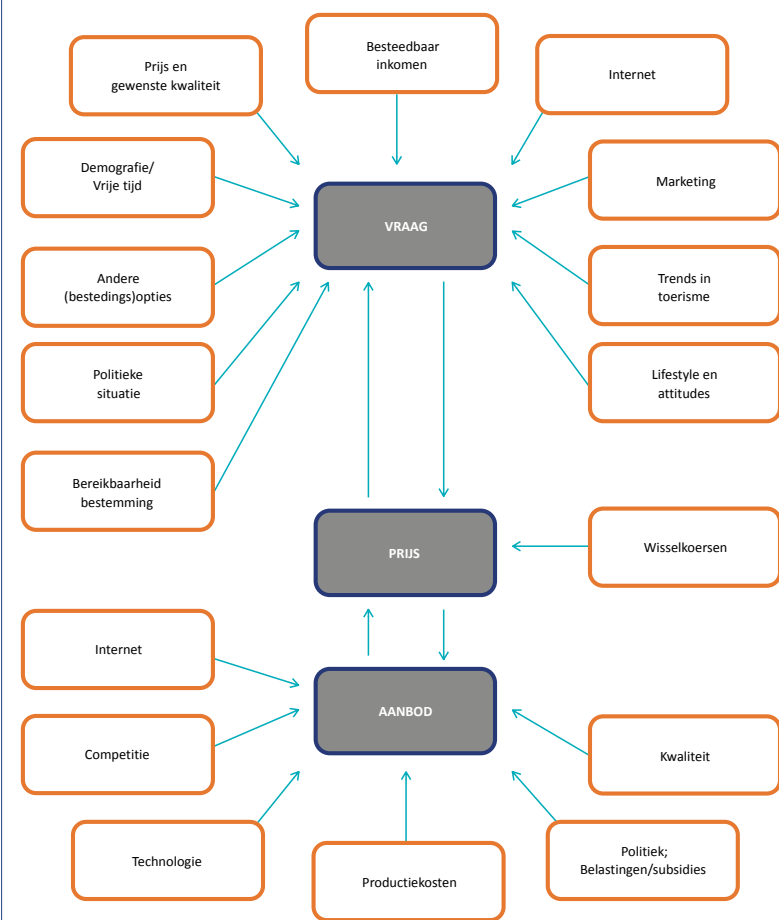 Prijs en
gewenste kwaliteit
Besteedbaar
inkomen
Internet
Demografie/
Vrije tijd
Marketing
VRAAG
Andere
(bestedings)opties
Trends in
toerisme
Politieke
situatie
Lifestyle en
attitudes
Bereikbaarheid
bestemming
PRIJS
Wisselkoersen
Internet
AANBOD
Competitie
Kwaliteit
Technologie
Productiekosten
Politiek;
Belastingen/subsidies